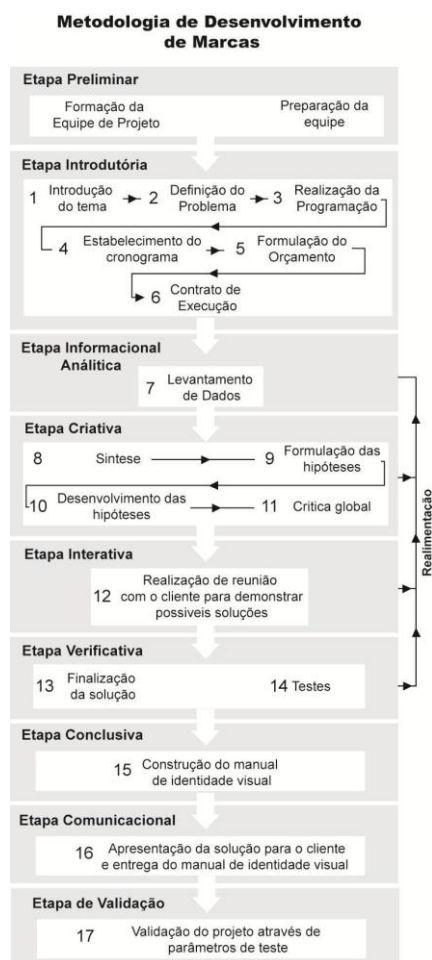 Metodologia de Desenvolvimento
de Marcas
Etapa Preliminar
Formação da
Equipe de Projeto
Preparação da
equipe
Etapa Introdutória
1 Introdução
do tema
2 Definição do
Problema
3 Realização da
Programação
4 Estabelecimento do
cronograma
5 Formulação do
Orçamento
6 Contrato de
Execução
Etapa Informacional
Análitica
7 Levantamento
de Dados
Etapa Criativa
8 Sintese
9 Formulação das
hipóteses
10 Desenvolvimento das
hipóteses
11 Critica global
Etapa Interativa
12 Realização de reunião
com o cliente para demonstrar
possiveis soluções
Etapa Verificativa
13 Finalização
da solução
14 Testes
Realimentação
Etapa Conclusiva
15 Construção do manual
de identidade visual
Etapa Comunicacional
16 Apresentação da solução para o cliente
e entrega do manual de identidade visual
Etapa de Validação
17 Validação do projeto através de
parâmetros de teste